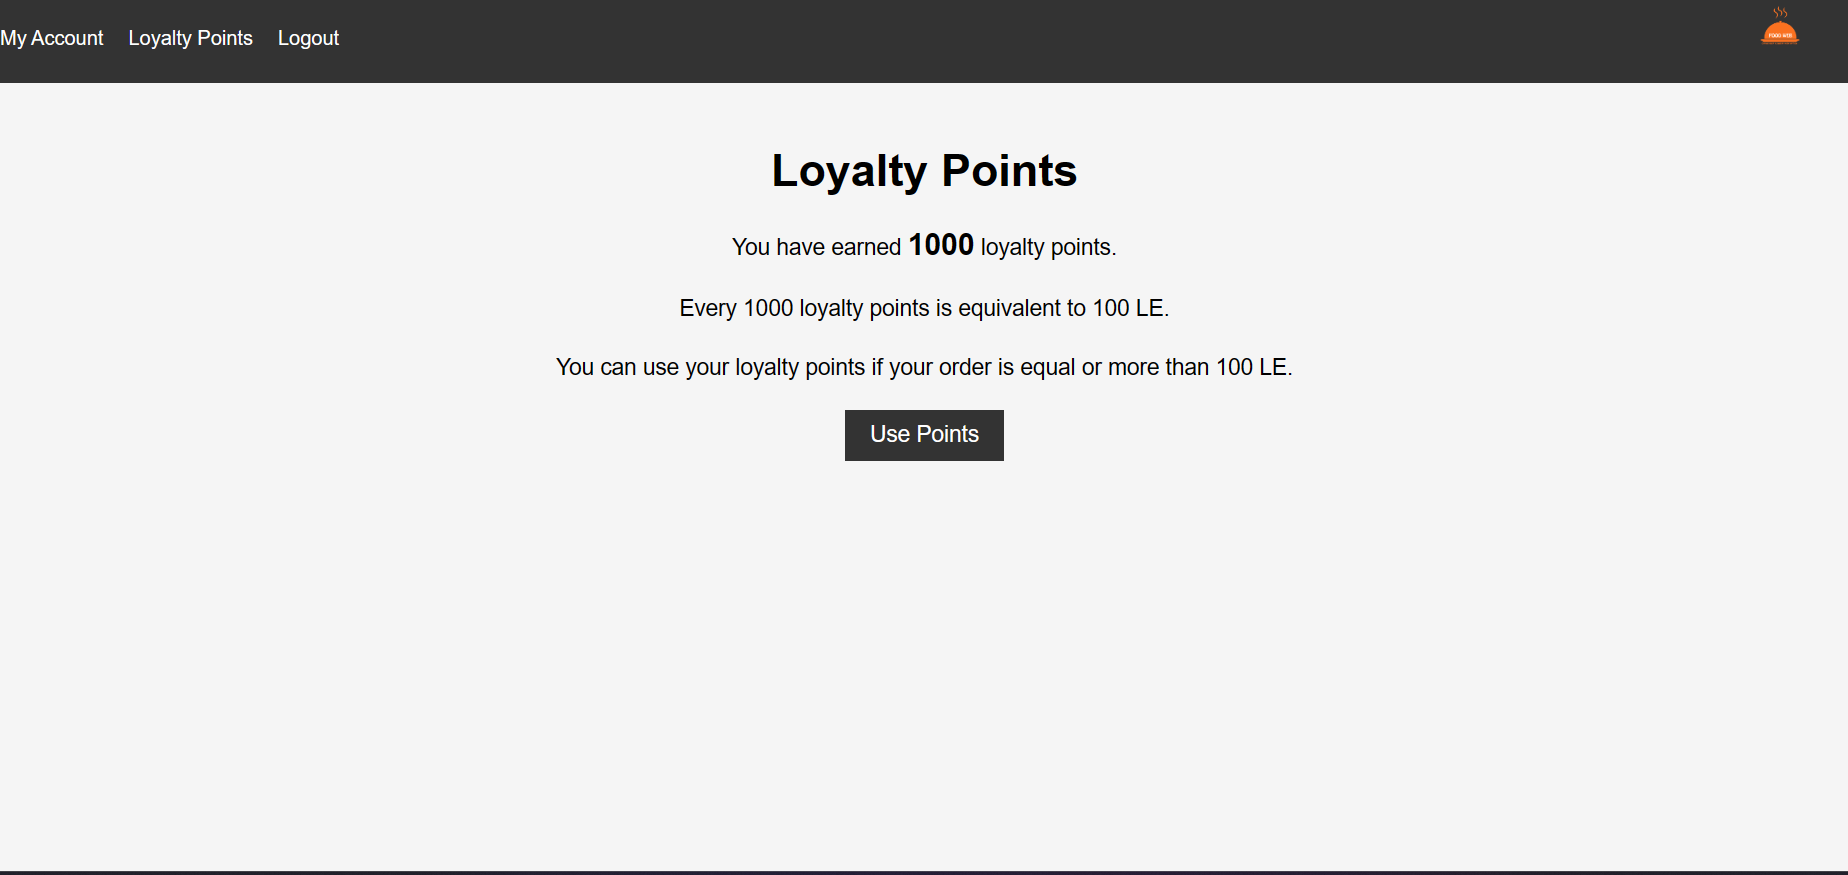 My Account Loyalty Points Logout
FOOD WEB
Loyalty Points
You have earned 1000 loyalty points.
Every 1000 loyalty points is equivalent to 100 LE.
You can use your loyalty points if your order is equal or more than 100 LE.
Use Points